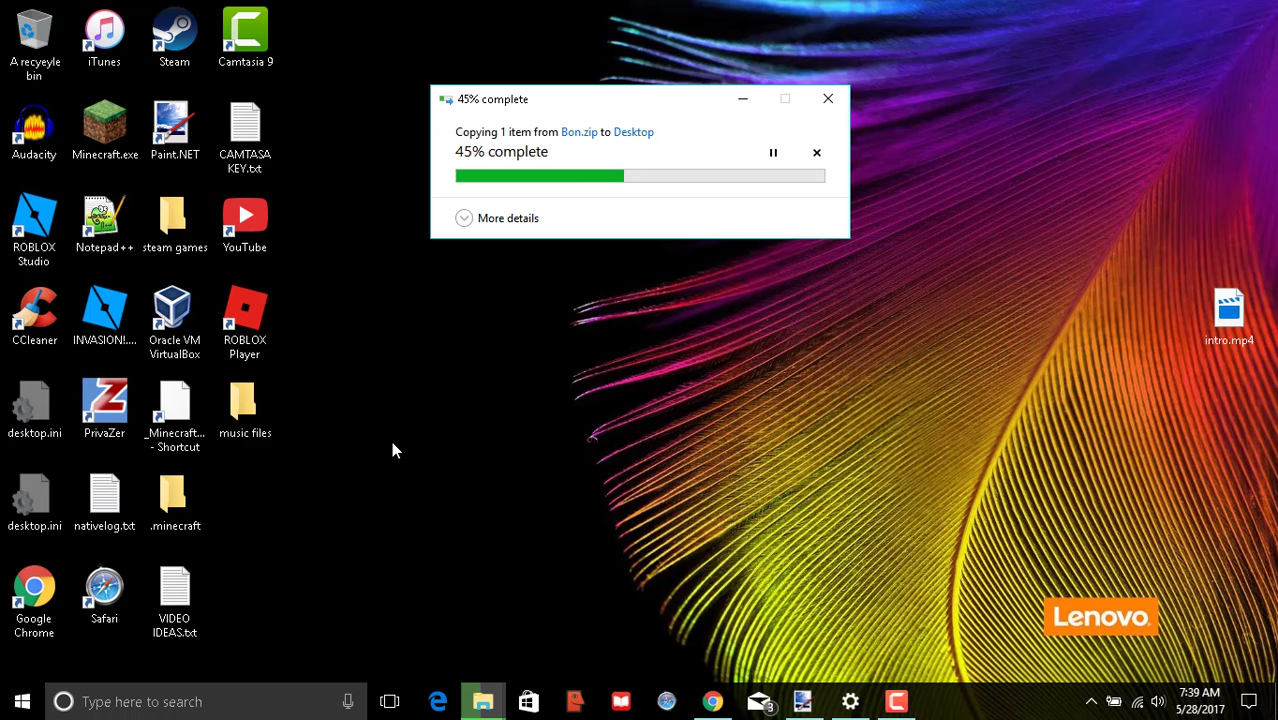 A recyeyle
bin
iTunes
Steam
Camtasia 9
Audacity
Minecraft.exe
Paint.NET
CAMTASA
KEY.txt
ROBLOX
Studio
Notepad++
steam games
YouTube
CCleaner
INVASION!....
Oracle VM
VirtualBox
ROBLOX
Player
desktop.ini
PrivaZer
_Minecraft...
- Shortcut
music files
desktop.ini
nativelog.txt
.minecraft
Google
Chrome
Safari
VIDEO
IDEAS.txt
45% complete
Copying 1 item from Bon.zip to Desktop
45% complete
More details
intro.mp4
Lenovo
Type here to search
3
7:39 AM
5/28/2017